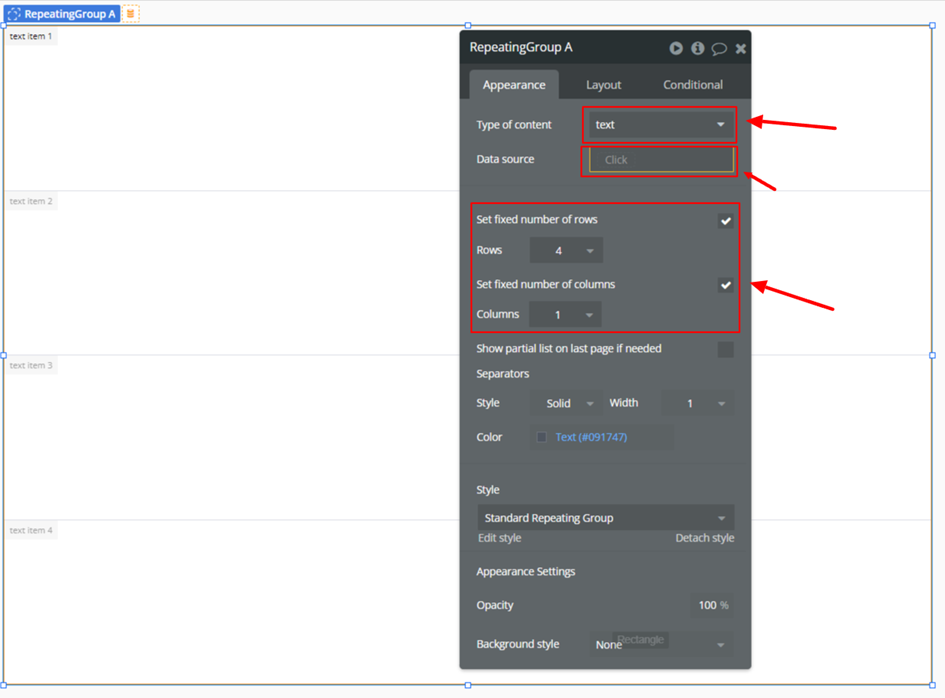 RepeatingGroup A
text item 1
RepeatingGroup A
Appearance Layout Conditional
Type of content text
Data source Click
text item 2
Set fixed number of rows
Rows 4
Set fixed number of columns
Columns 1
Show partial list on last page if needed
text item 3
Separators
Style Solid Width 1
Color Text (#091747)
Style
Standard Repeating Group
text item 4
Edit style Detach style
Appearance Settings
Opacity 100 %
Background style None Rectangle